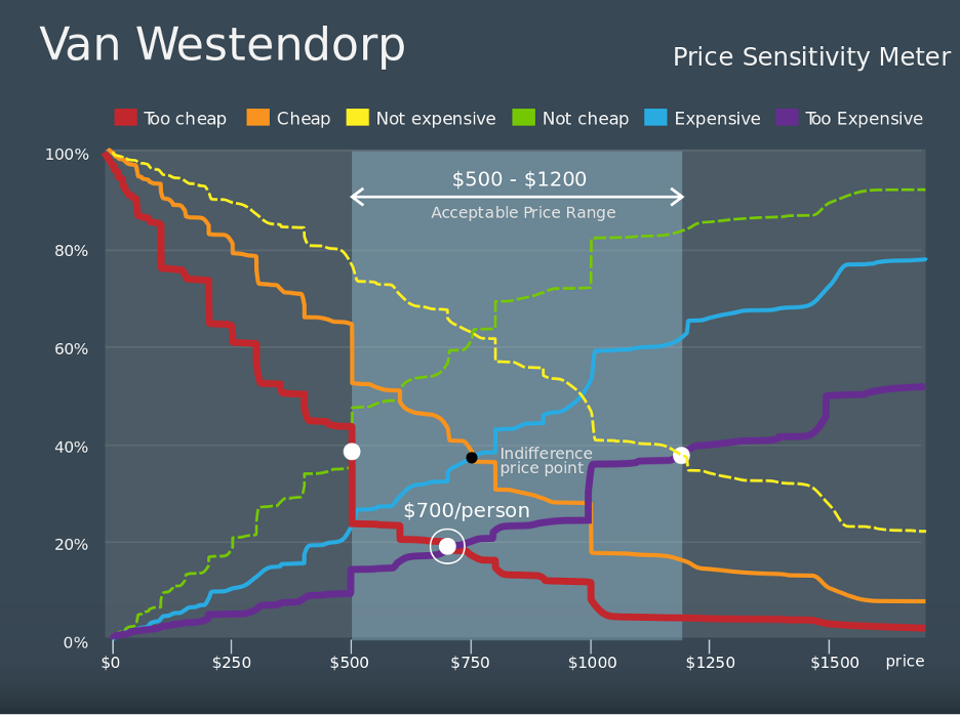 Van Westendorp
Price Sensitivity Meter
Too cheap Cheap Not expensive Not cheap Expensive Too Expensive
100%
$500 - $1200
Acceptable Price Range
80%
60%
40%
Indifference
price point
$700/person
20%
0%
$0 $250 $500 $750 $1000 $1250 $1500 price